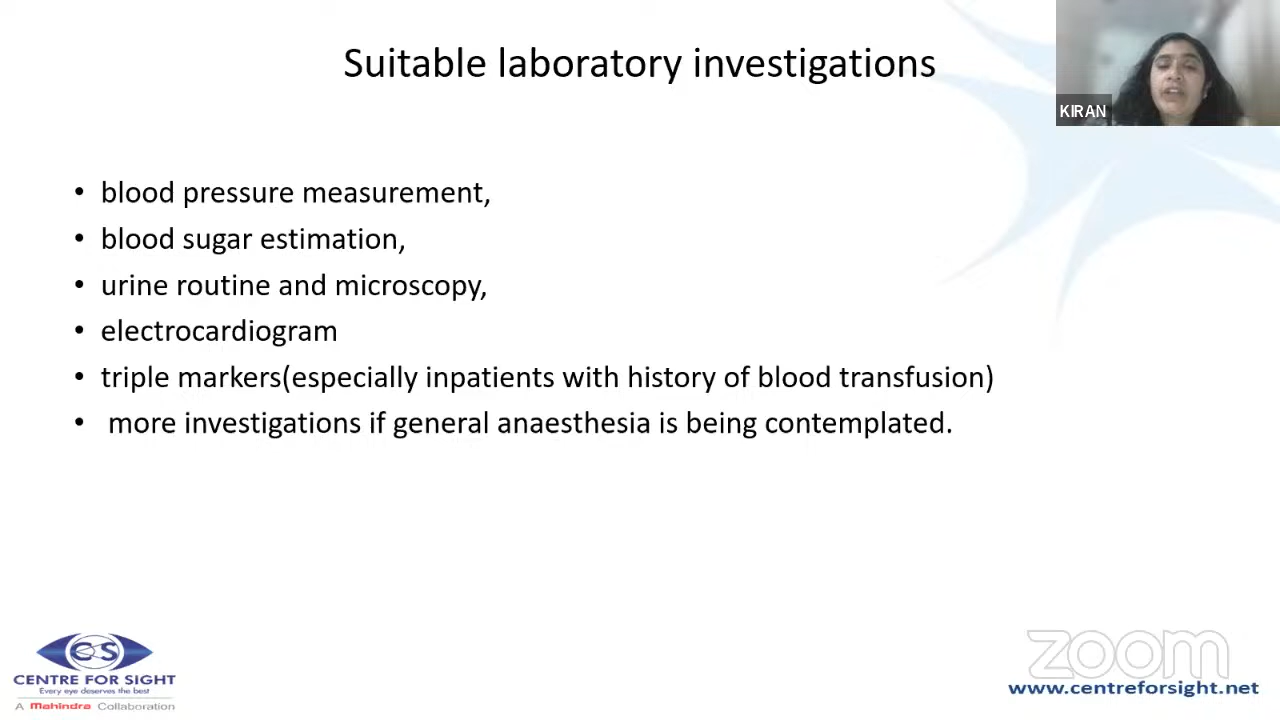 Suitable laboratory investigations
KIRAN
• blood pressure measurement,
• blood sugar estimation,
• urine routine and microscopy,
• electrocardiogram
• triple markers(especially inpatients with history of blood transfusion)
• more investigations if general anaesthesia is being contemplated.
CS
CENTRE FOR SIGHT
Every eye deserves the best
A Mahindra Collaboration
zoom
www.centreforsight.net